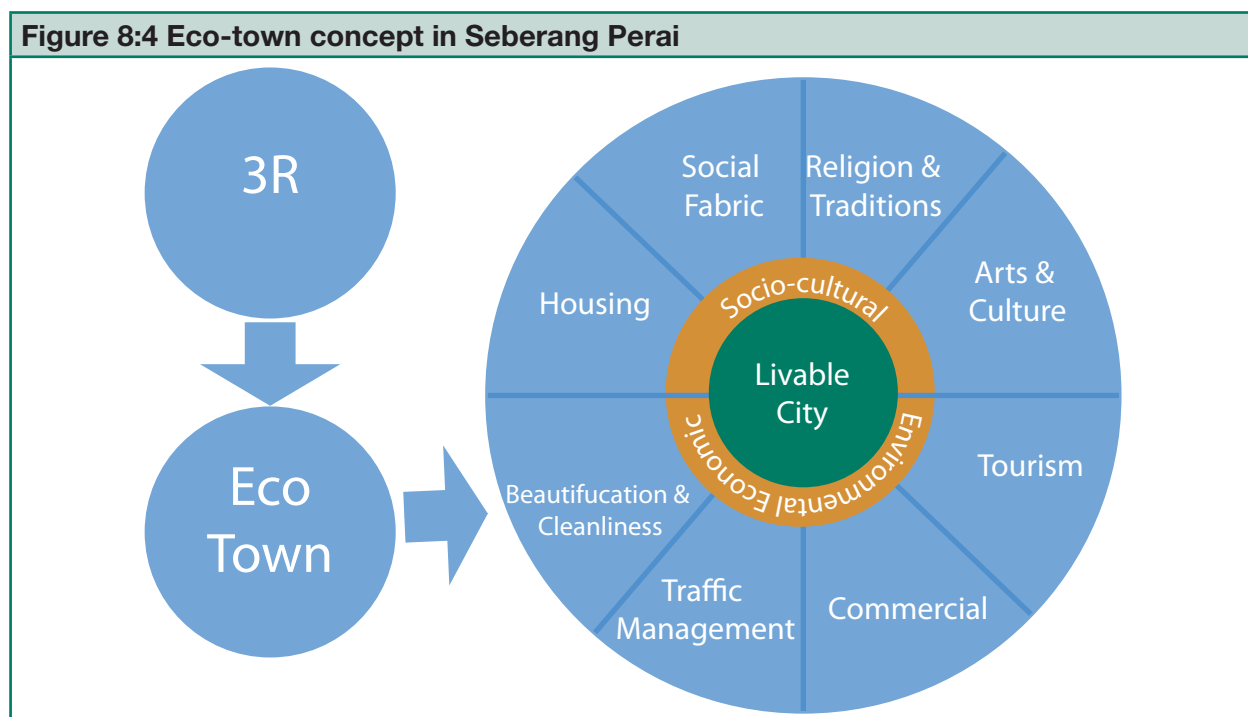 Figure 8:4 Eco-town concept in Seberang Perai
3R
Eco
Town
Social
Fabric
Religion &
Traditions
Housing
Arts &
Culture
Socio-cultural
Livable
City
Environmental Economic
Beautifucation &
Cleanliness
Tourism
Traffic
Management
Commercial